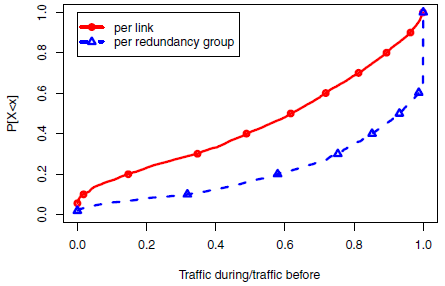 per link
per redundancy group
P[X<x]
1.0
0.8
0.6
0.4
0.2
0.0
0.0 0.2 0.4 0.6 0.8 1.0
Traffic during/traffic before